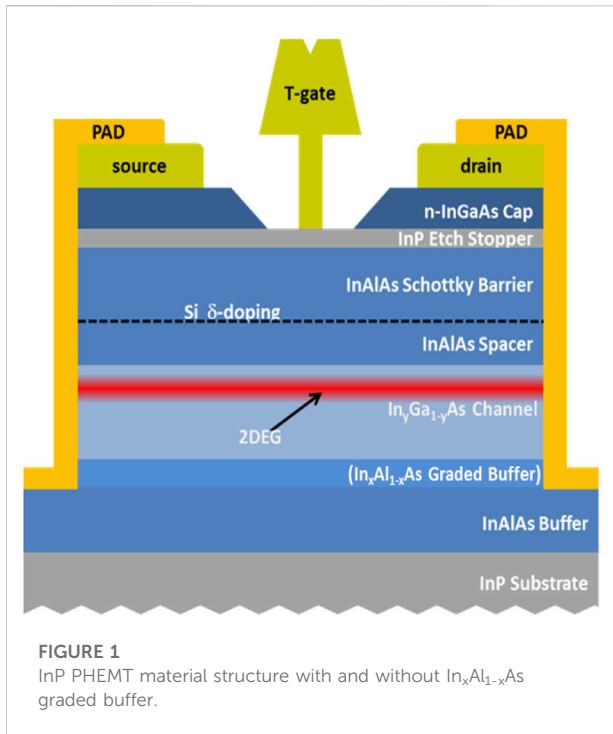 T-gate
PAD
PAD
source
drain
n-InGaAs Cap
InP Etch Stopper
InAlAs Schottky Barrier
Si δ-doping
InAlAs Spacer
InyGa1-yAs Channel
2DEG
(InxAl1-xAs Graded Buffer)
InAlAs Buffer
InP Substrate
FIGURE 1
InP PHEMT material structure with and without InxAl1-xAs
graded buffer.